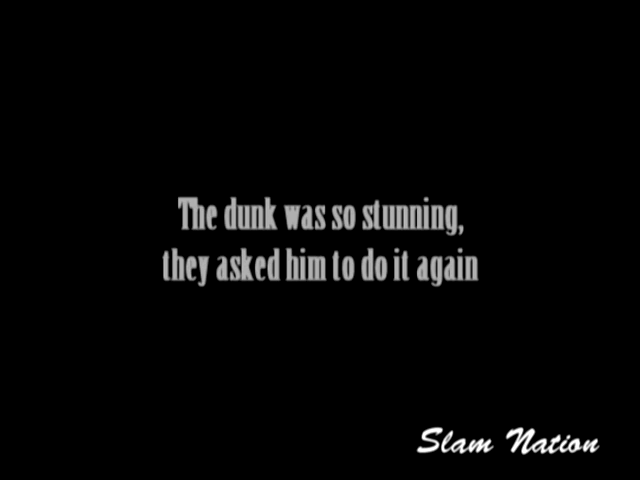 The dunk was so stunning,
they asked him to do it again
Slam Nation